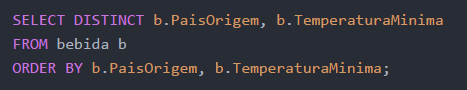 SELECT DISTINCT b.PaisOrigem, b.TemperaturaMinima
FROM bebida b
ORDER BY b.PaisOrigem, b.TemperaturaMinima;